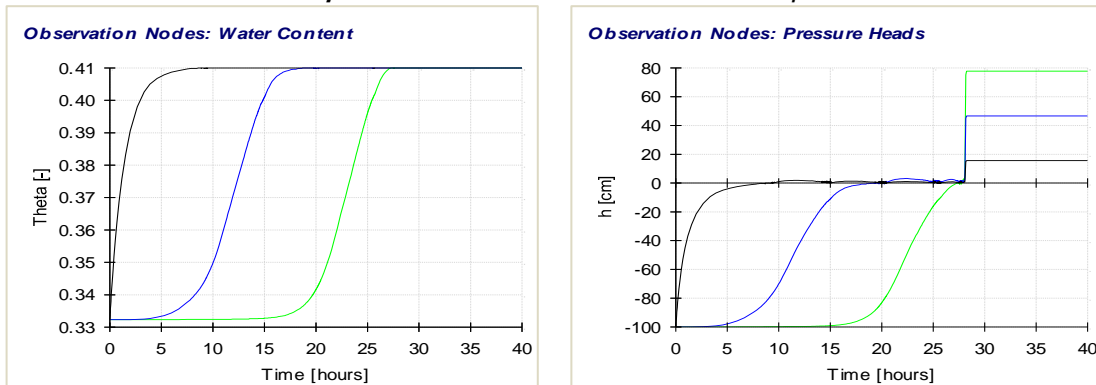 Observation Nodes: Water Content
0.41
0.40
0.39
0.38
0.37
0.36
0.35
0.34
0.33
Theta [-]
0 5 10 15 20 25 30 35 40
Time [hours]
Observation Nodes: Pressure Heads
80
60
40
20
0
-20
-40
-60
-80
-100
h [cm]
0 5 10 15 20 25 30 35 40
Time [hours]